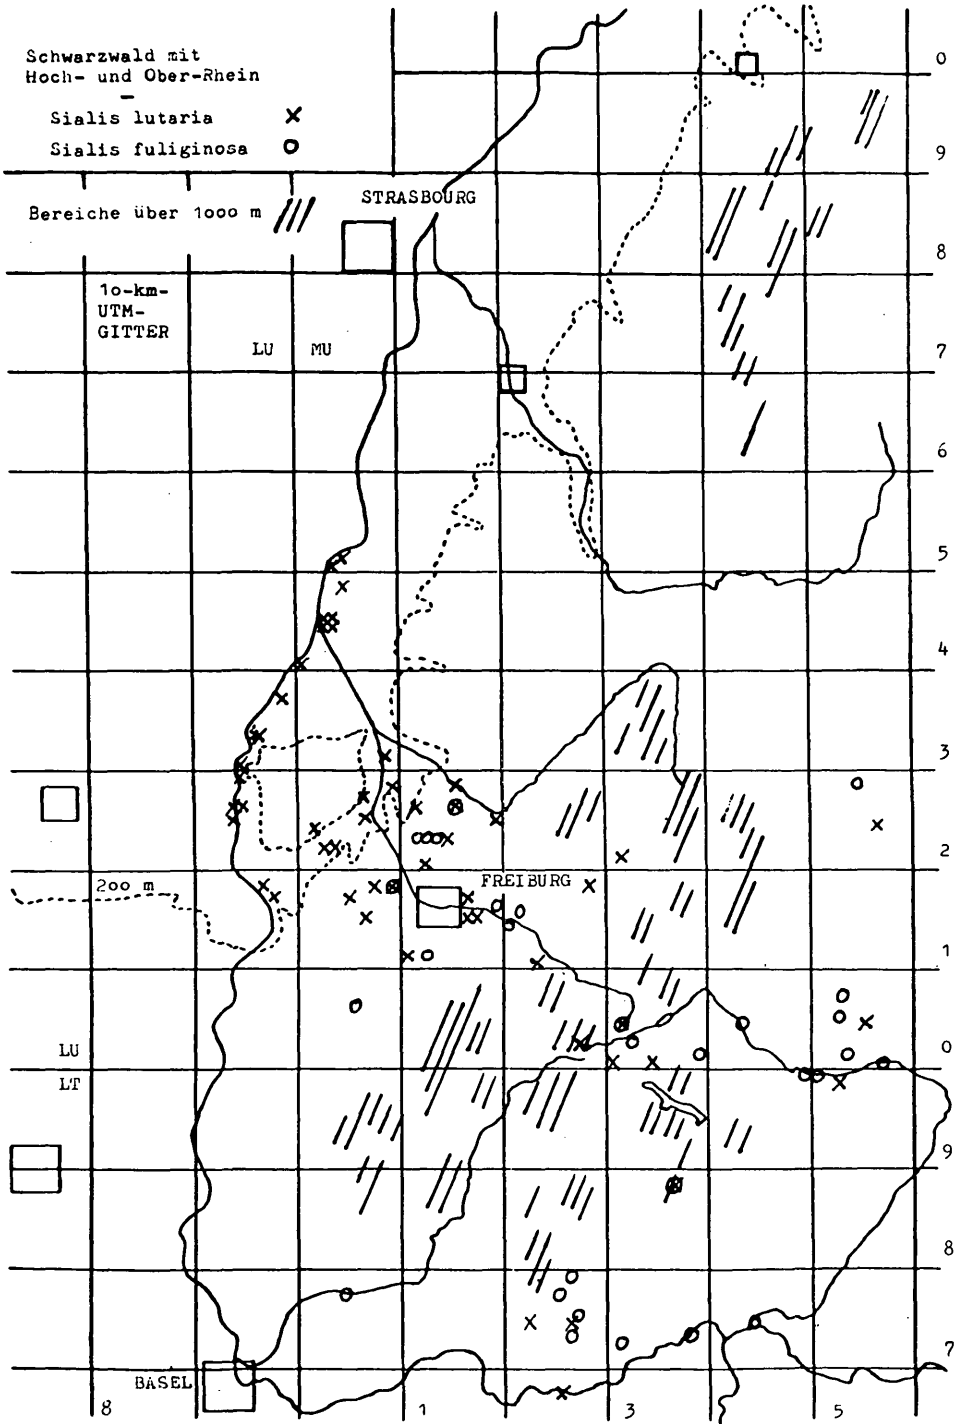 Schwarzwald mit
Hoch- und Ober-Rhein
—
Sialis lutaria X
Sialis fuliginosa O
Bereiche über 1000 m
STRASBOURG
10-km-
UTM-
GITTER
LU MU
200 m
FREIBURG
LU
LT
BASEL
0
9
8
7
6
5
4
3
2
1
0
9
8
7
8 1 3 5